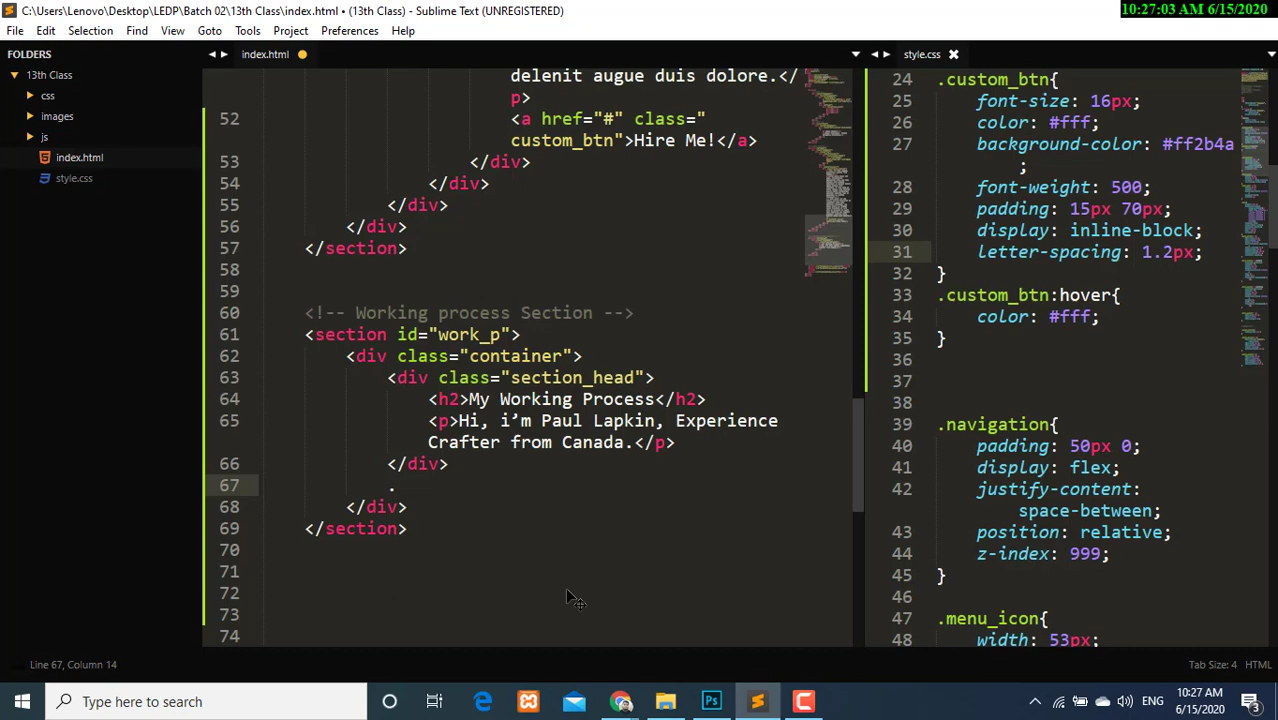 C:\Users\Lenovo\Desktop\LEDP\Batch 02\13th Class\index.html • (13th Class) - Sublime Text (UNREGISTERED)
10:27:03 AM 6/15/2020
File Edit Selection Find View Goto Tools Project Preferences Help
FOLDERS
13th Class
css
images
js
index.html
style.css
index.html
delenit augue duis dolore.</
p>
52 <a href="#" class="
custom_btn">Hire Me!</a>
53 </div>
54 </div>
55 </div>
56 </div>
57 </section>
58
59
60 <!-- Working process Section -->
61 <section id="work_p">
62 <div class="container">
63 <div class="section_head">
64 <h2>My Working Process</h2>
65 <p>Hi, i’m Paul Lapkin, Experience
Crafter from Canada.</p>
66 </div>
67 .
68 </div>
69 </section>
70
71
72
73
74
style.css
24 .custom_btn{
25 font-size: 16px;
26 color: #fff;
27 background-color: #ff2b4a
;
28 font-weight: 500;
29 padding: 15px 70px;
30 display: inline-block;
31 letter-spacing: 1.2px;
32 }
33 .custom_btn:hover{
34 color: #fff;
35 }
36
37
38
39 .navigation{
40 padding: 50px 0;
41 display: flex;
42 justify-content:
space-between;
43 position: relative;
44 z-index: 999;
45 }
46
47 .menu_icon{
48 width: 53px;
Line 67, Column 14
Tab Size: 4 HTML
Type here to search
Ps
ENG
10:27 AM
6/15/2020
3